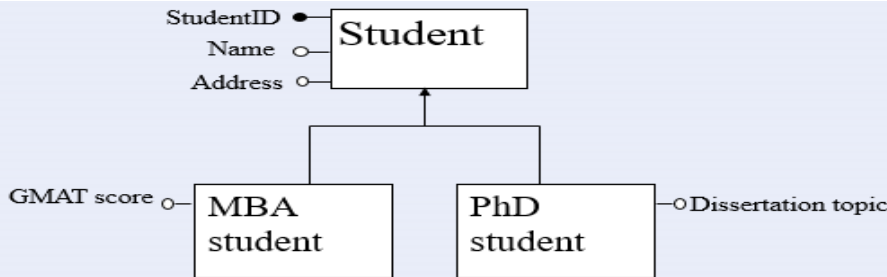 StudentID
Student
Name
Address
GMAT score
MBA
student
PhD
student
Dissertation topic